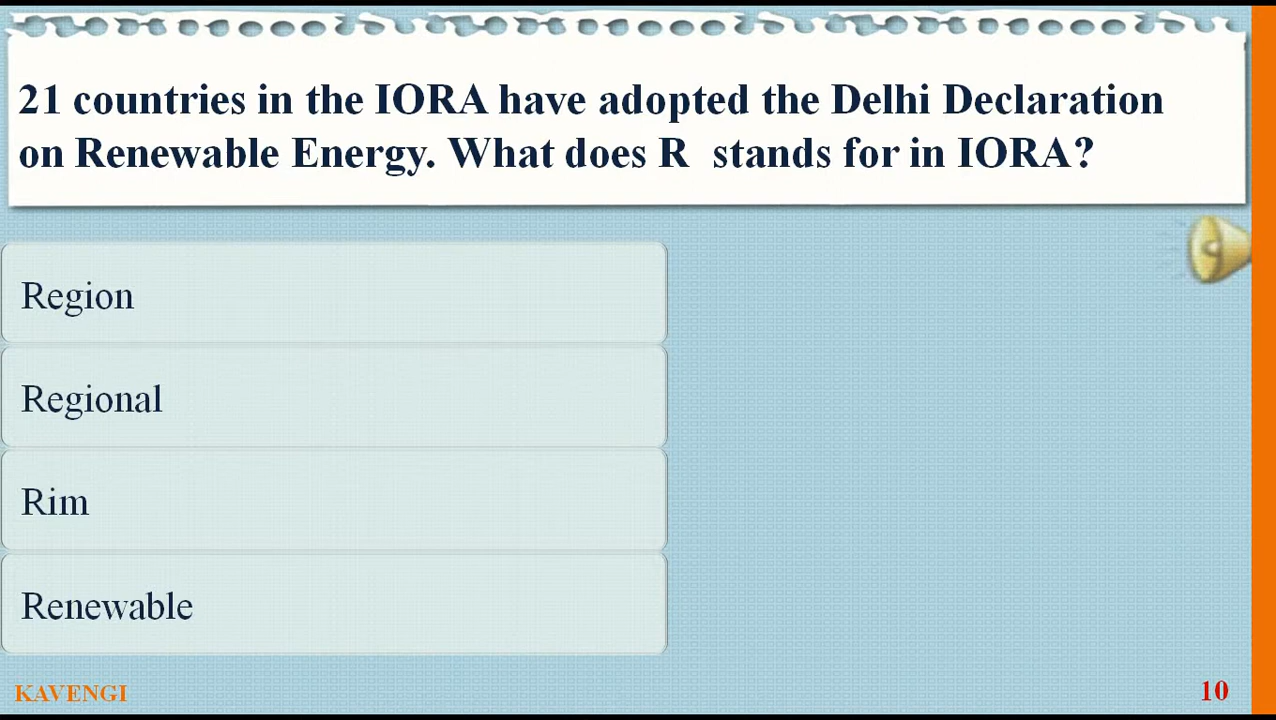 21 countries in the IORA have adopted the Delhi Declaration
on Renewable Energy. What does R stands for in IORA?
Region
Regional
Rim
Renewable
KAVENGI
10